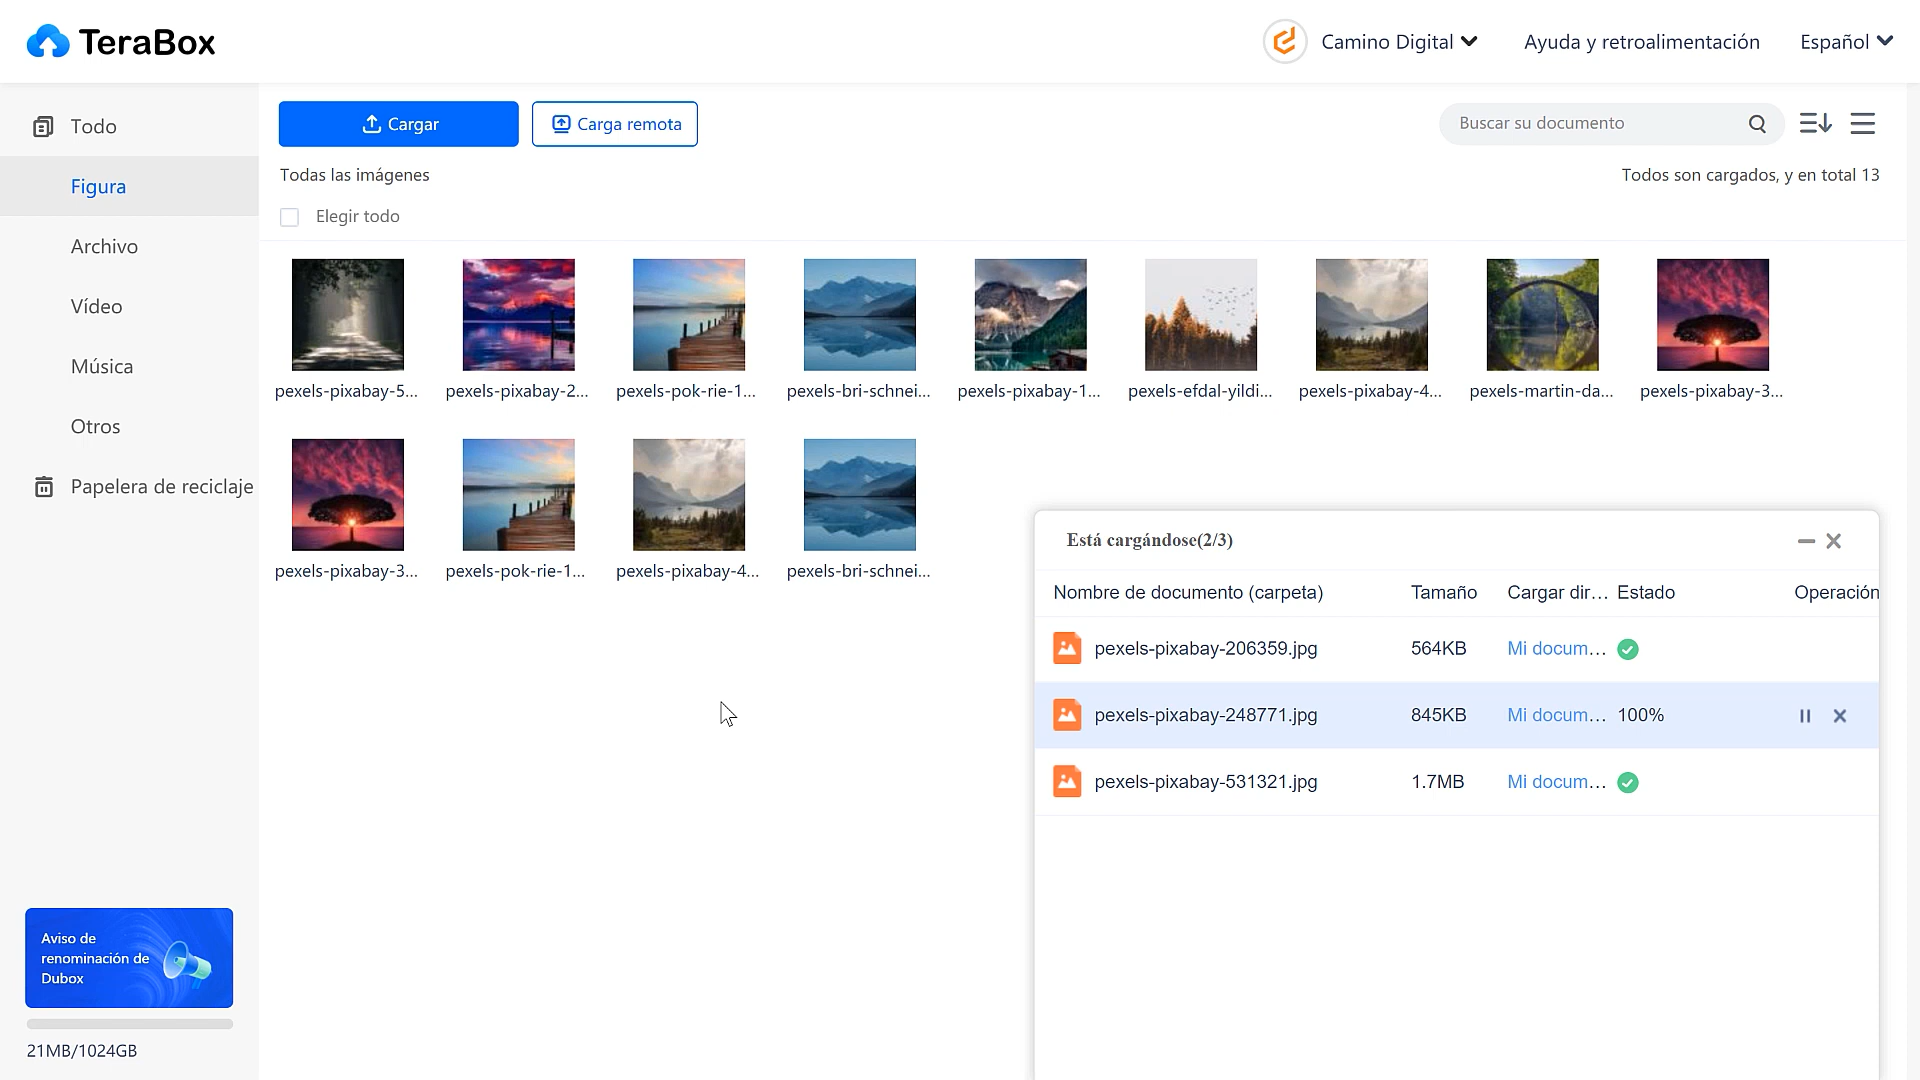 TeraBox
Camino Digital
Ayuda y retroalimentación
Español
Todo
Figura
Archivo
Vídeo
Música
Otros
Papelera de reciclaje
Aviso de
renominación de
Dubox
21MB/1024GB
Cargar
Carga remota
Buscar su documento
Todas las imágenes
Todos son cargados, y en total 13
Elegir todo
pexels-pixabay-5...
pexels-pixabay-2...
pexels-pok-rie-1...
pexels-bri-schnei...
pexels-pixabay-1...
pexels-efdal-yildi...
pexels-pixabay-4...
pexels-martin-da...
pexels-pixabay-3...
pexels-pixabay-3...
pexels-pok-rie-1...
pexels-pixabay-4...
pexels-bri-schnei...
Está cargándose(2/3)
Nombre de documento (carpeta) Tamaño Cargar dir... Estado Operación
pexels-pixabay-206359.jpg 564KB Mi docum...
pexels-pixabay-248771.jpg 845KB Mi docum... 100%
pexels-pixabay-531321.jpg 1.7MB Mi docum...